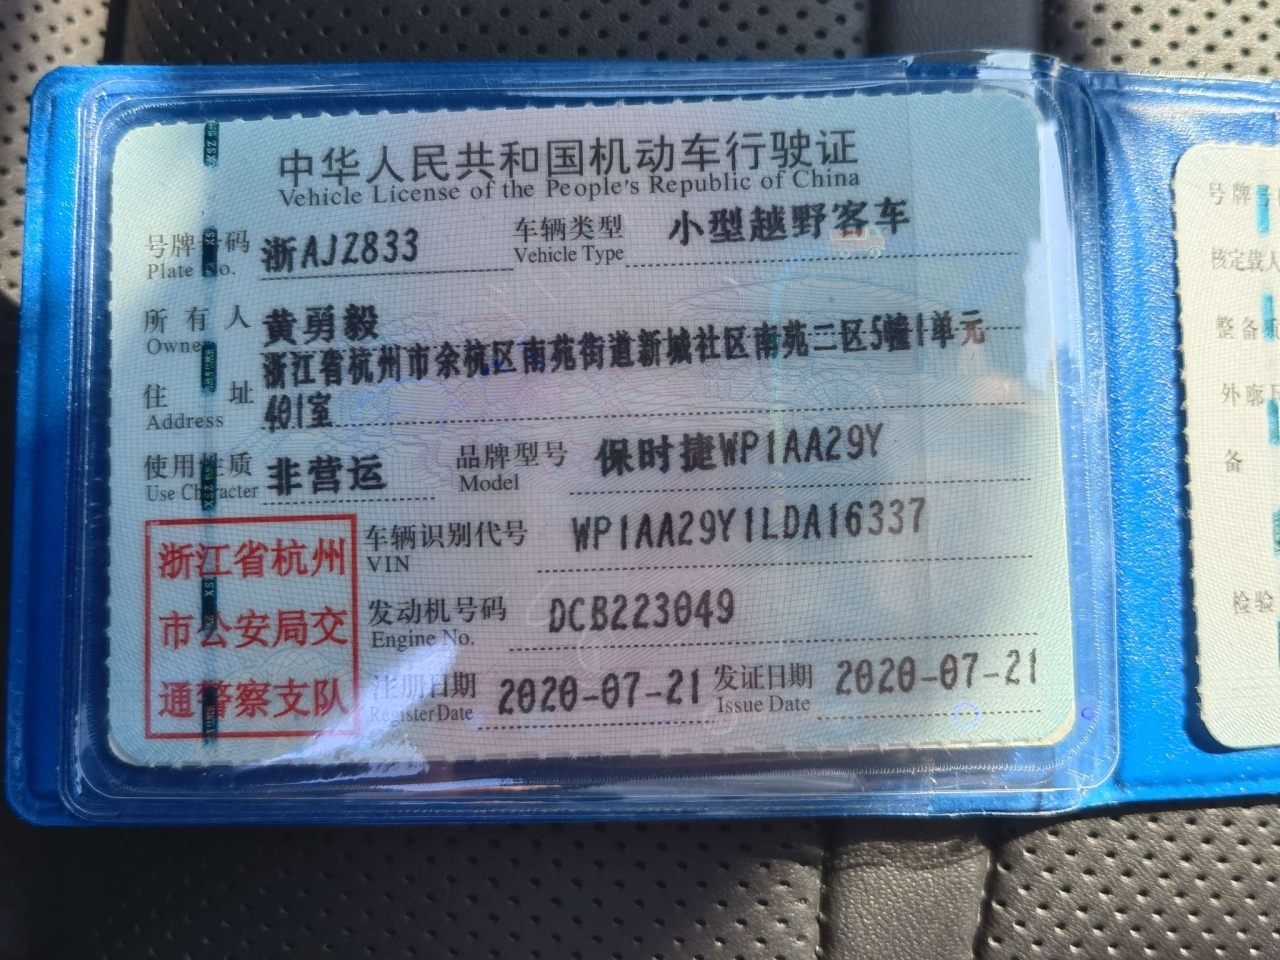 中华人民共和国机动车行驶证
Vehicle License of the People's Republic of China
号牌号码 浙AJZ833 车辆类型 小型越野客车
Plate No. Vehicle Type
所有人 黄勇毅
Owner
浙江省杭州市余杭区南苑街道新城社区南苑二区5幢1单元
住址 401室
Address
使用性质 非营运 品牌型号 保时捷WP1AA29Y
Use Character Model
车辆识别代号 WP1AA29Y1LDA16337
VIN
浙江省杭州
市公安局交
通警察支队
发动机号码 DCB223049
Engine No.
注册日期 2020-07-21 发证日期 2020-07-21
Register Date Issue Date
号牌
核定载人
整备
外廓
备
检验